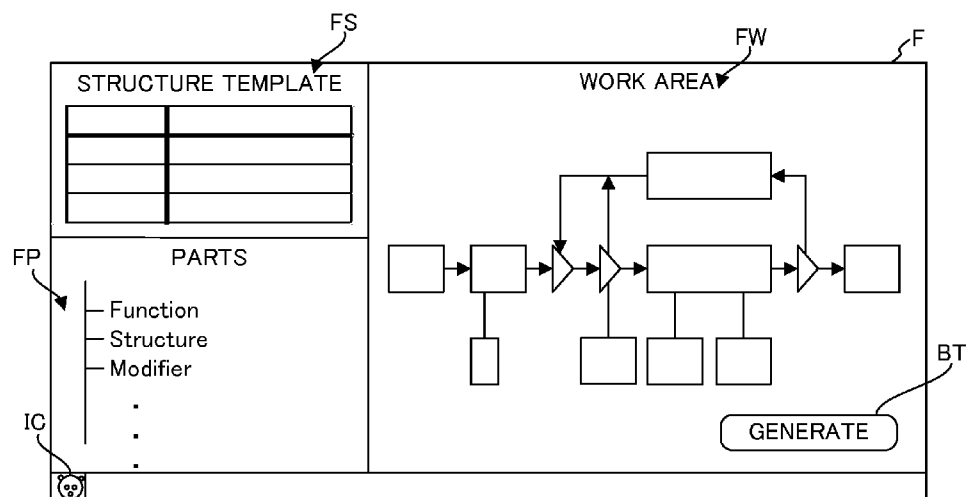 FS
FW
F
STRUCTURE TEMPLATE
WORK AREA
FP
PARTS
Function
Structure
Modifier
BT
GENERATE
IC